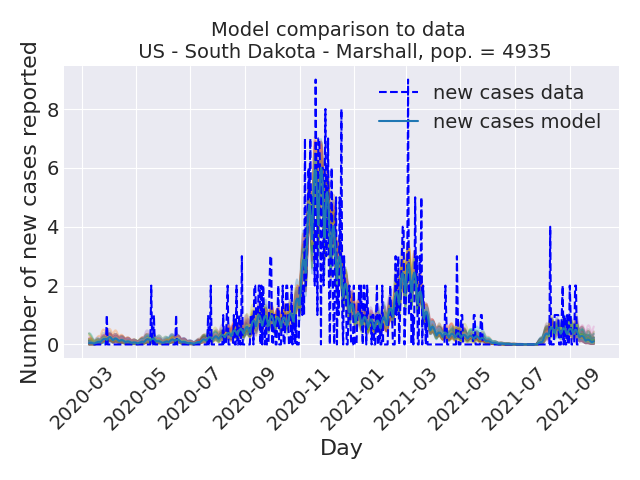 Model comparison to data
US - South Dakota - Marshall, pop. = 4935
Number of new cases reported
8
6
4
2
0
new cases data
new cases model
2020-03
2020-05
2020-07
2020-09
2020-11
2021-01
2021-03
2021-05
2021-07
2021-09
Day